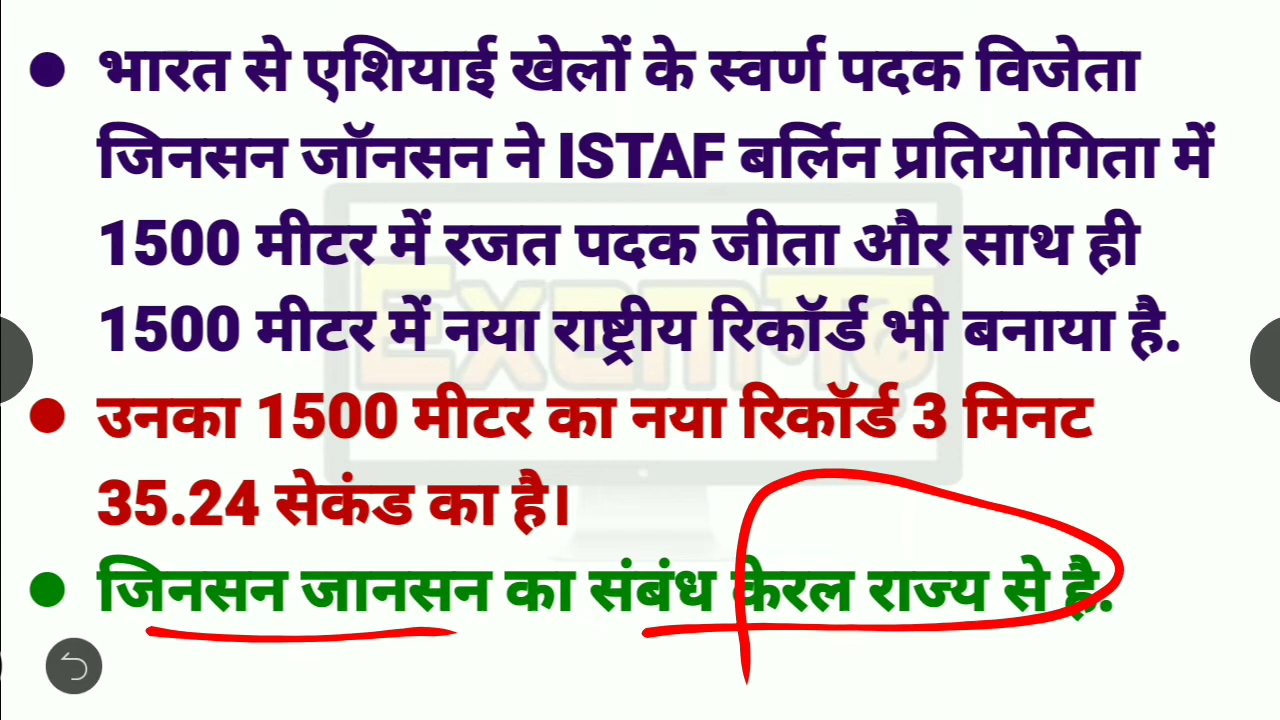 भारत से एशियाई खेलों के स्वर्ण पदक विजेता
जिनसन जॉनसन ने ISTAF बर्लिन प्रतियोगिता में
1500 मीटर में रजत पदक जीता और साथ ही
1500 मीटर में नया राष्ट्रीय रिकॉर्ड भी बनाया है.
उनका 1500 मीटर का नया रिकॉर्ड 3 मिनट
35.24 सेकंड का है।
जिनसन जानसन का संबंध केरल राज्य से है.